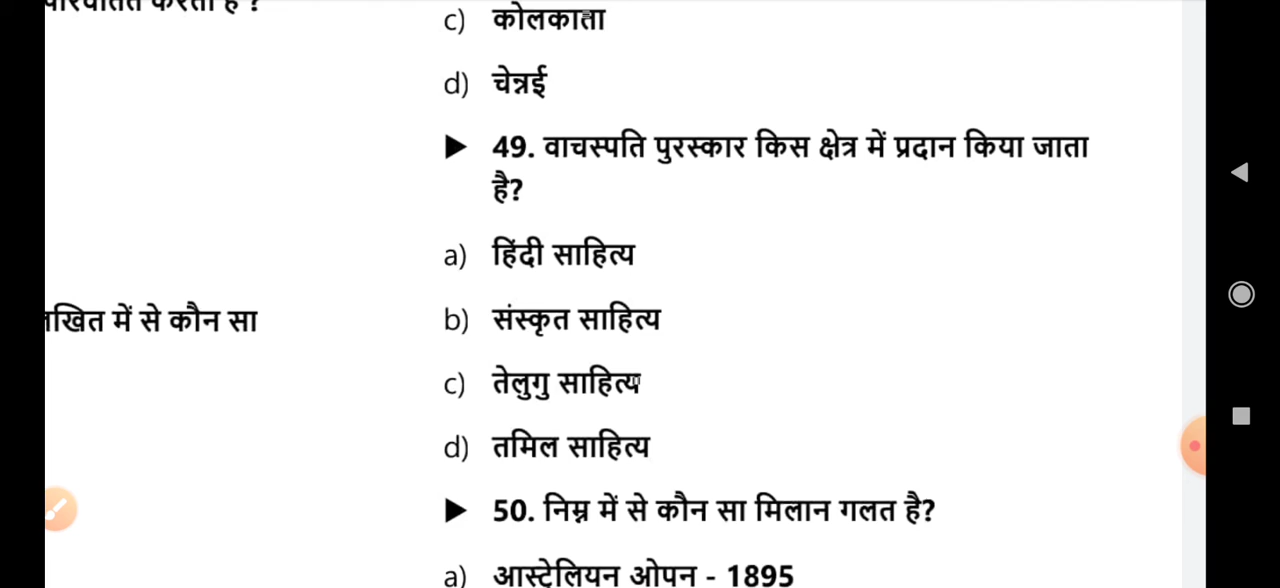 c) कोलकाता
d) चेन्नई
▶ 49. वाचस्पति पुरस्कार किस क्षेत्र में प्रदान किया जाता
है?
a) हिंदी साहित्य
b) संस्कृत साहित्य
में से कौन सा
c) तेलुगु साहित्य
d) तमिल साहित्य
▶ 50. निम्न में से कौन सा मिलान गलत है?
a) आस्ट्रेलियन ओपन - 1895